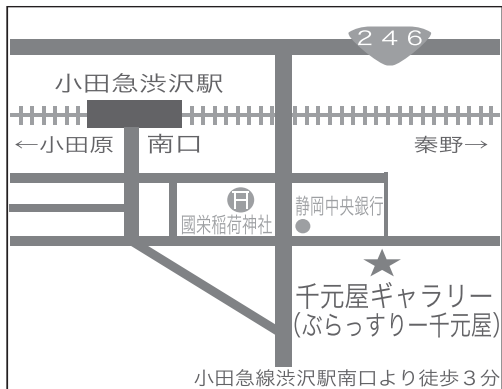 246
小田急渋沢駅
←小田原
南口
秦野→
静岡中央銀行
國栄稲荷神社
千元屋ギャラリー
(ぶらっすりー千元屋)
小田急線渋沢駅南口より徒歩3分